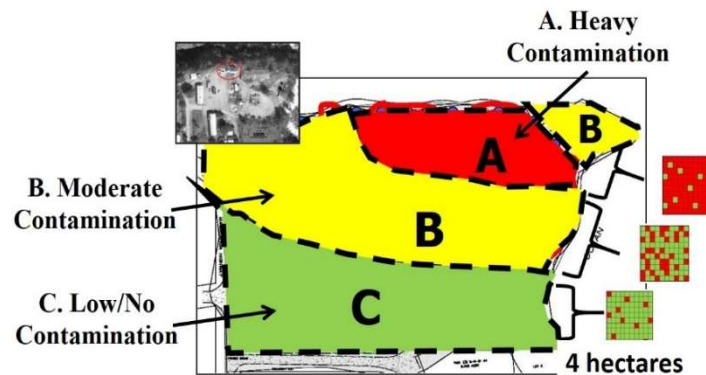 A. Heavy
Contamination
B
A
B. Moderate
Contamination
B
C. Low/No
Contamination
C
4 hectares